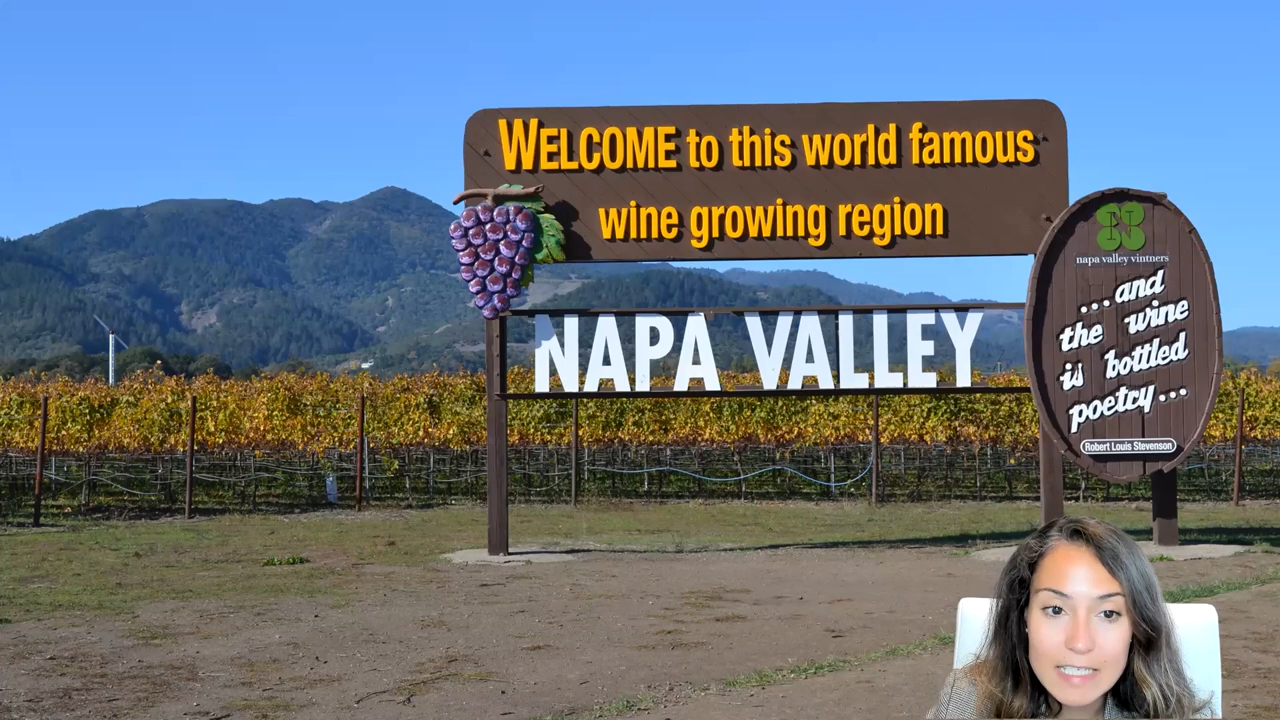 WELCOME to this world famous
wine growing region
NAPA VALLEY
napa valley vintners
...and
the wine
is bottled
poetry...
Robert Louis Stevenson